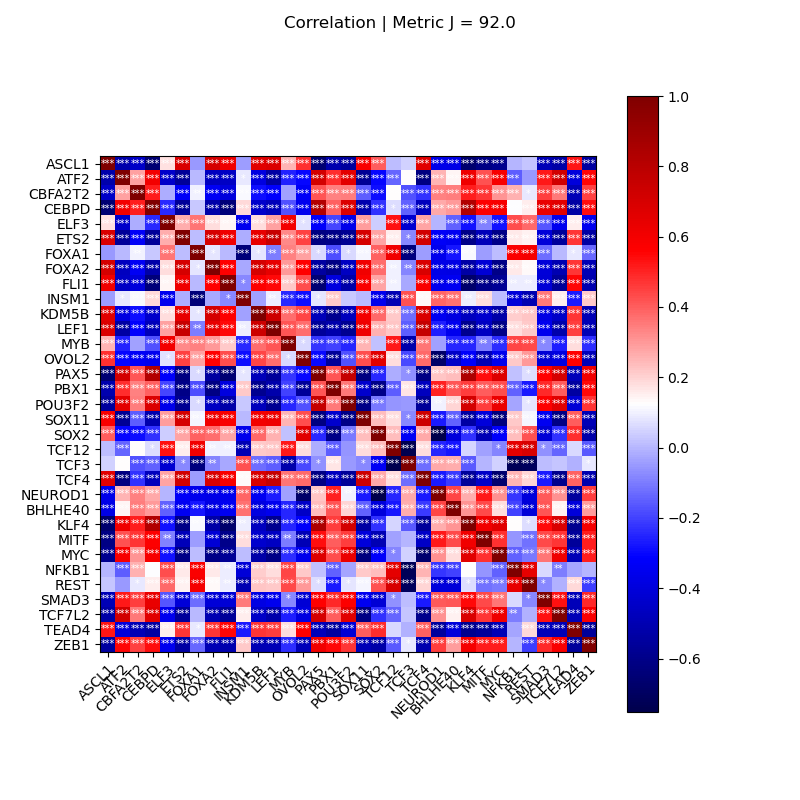 Correlation | Metric J = 92.0
ASCL1
ATF2
CBFA2T2
CEBPD
ELF3
ETS2
FOXA1
FOXA2
FLI1
INSM1
KDM5B
LEF1
MYB
OVOL2
PAX5
PBX1
POU3F2
SOX11
SOX2
TCF12
TCF3
TCF4
NEUROD1
BHLHE40
KLF4
MITF
MYC
NFKB1
REST
SMAD3
TCF7L2
TEAD4
ZEB1
ASCL1
ATF2
CBFA2T2
CEBPD
ELF3
ETS2
FOXA1
FOXA2
FLI1
INSM1
KDM5B
LEF1
MYB
OVOL2
PAX5
PBX1
POU3F2
SOX11
SOX2
TCF12
TCF3
TCF4
NEUROD1
BHLHE40
KLF4
MITF
MYC
NFKB1
REST
SMAD3
TCF7L2
TEAD4
ZEB1
1.0
0.8
0.6
0.4
0.2
0.0
−0.2
−0.4
−0.6